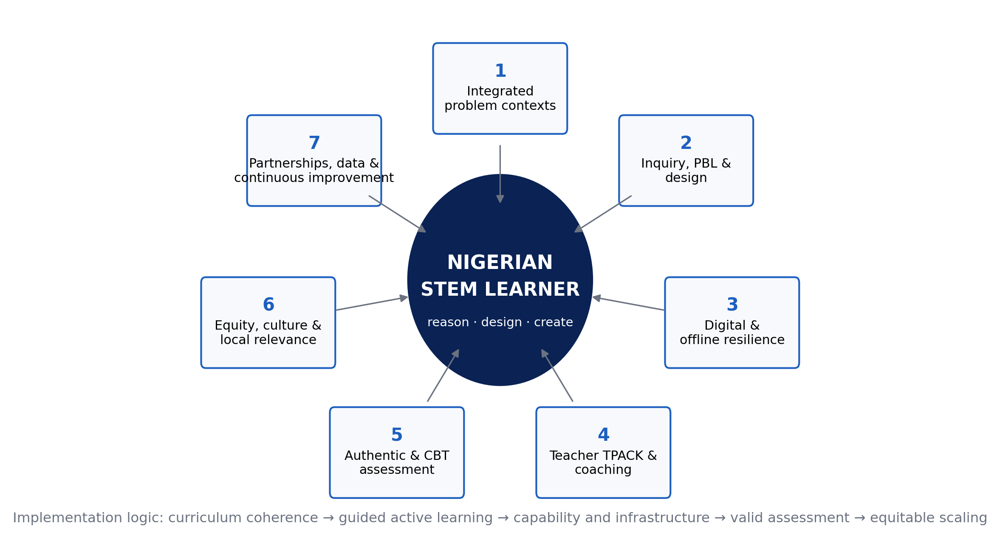 1
Integrated
problem contexts
2
Inquiry, PBL &
design
3
Digital &
offline resilience
4
Teacher TPACK &
coaching
5
Authentic & CBT
assessment
6
Equity, culture &
local relevance
7
Partnerships, data &
continuous improvement
NIGERIAN
STEM LEARNER
reason · design · create
Implementation logic: curriculum coherence → guided active learning → capability and infrastructure → valid assessment → equitable scaling